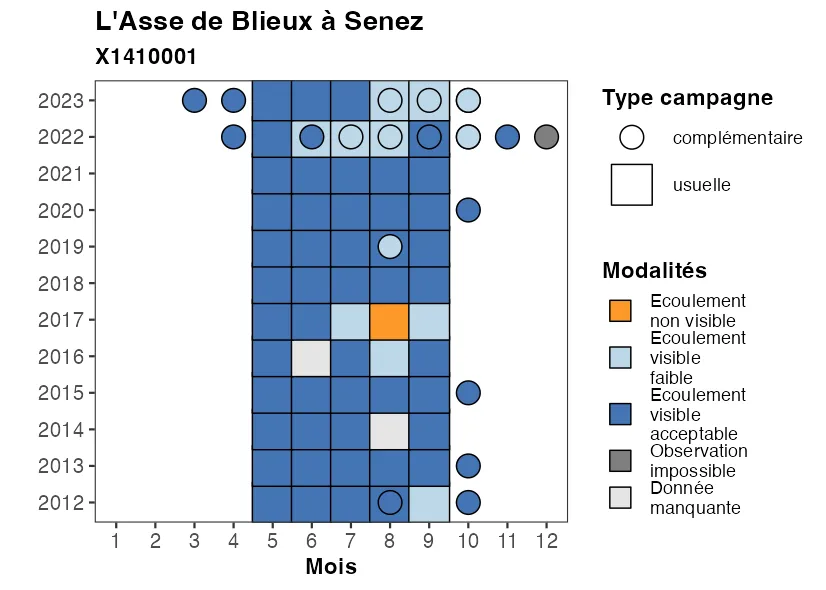 L'Asse de Blieux à Senez
X1410001
2023
2022
2021
2020
2019
2018
2017
2016
2015
2014
2013
2012
1 2 3 4 5 6 7 8 9 10 11 12
Mois
Type campagne
complémentaire
usuelle
Modalités
Ecoulement
non visible
Ecoulement
visible
faible
Ecoulement
visible
acceptable
Observation
impossible
Donnée
manquante